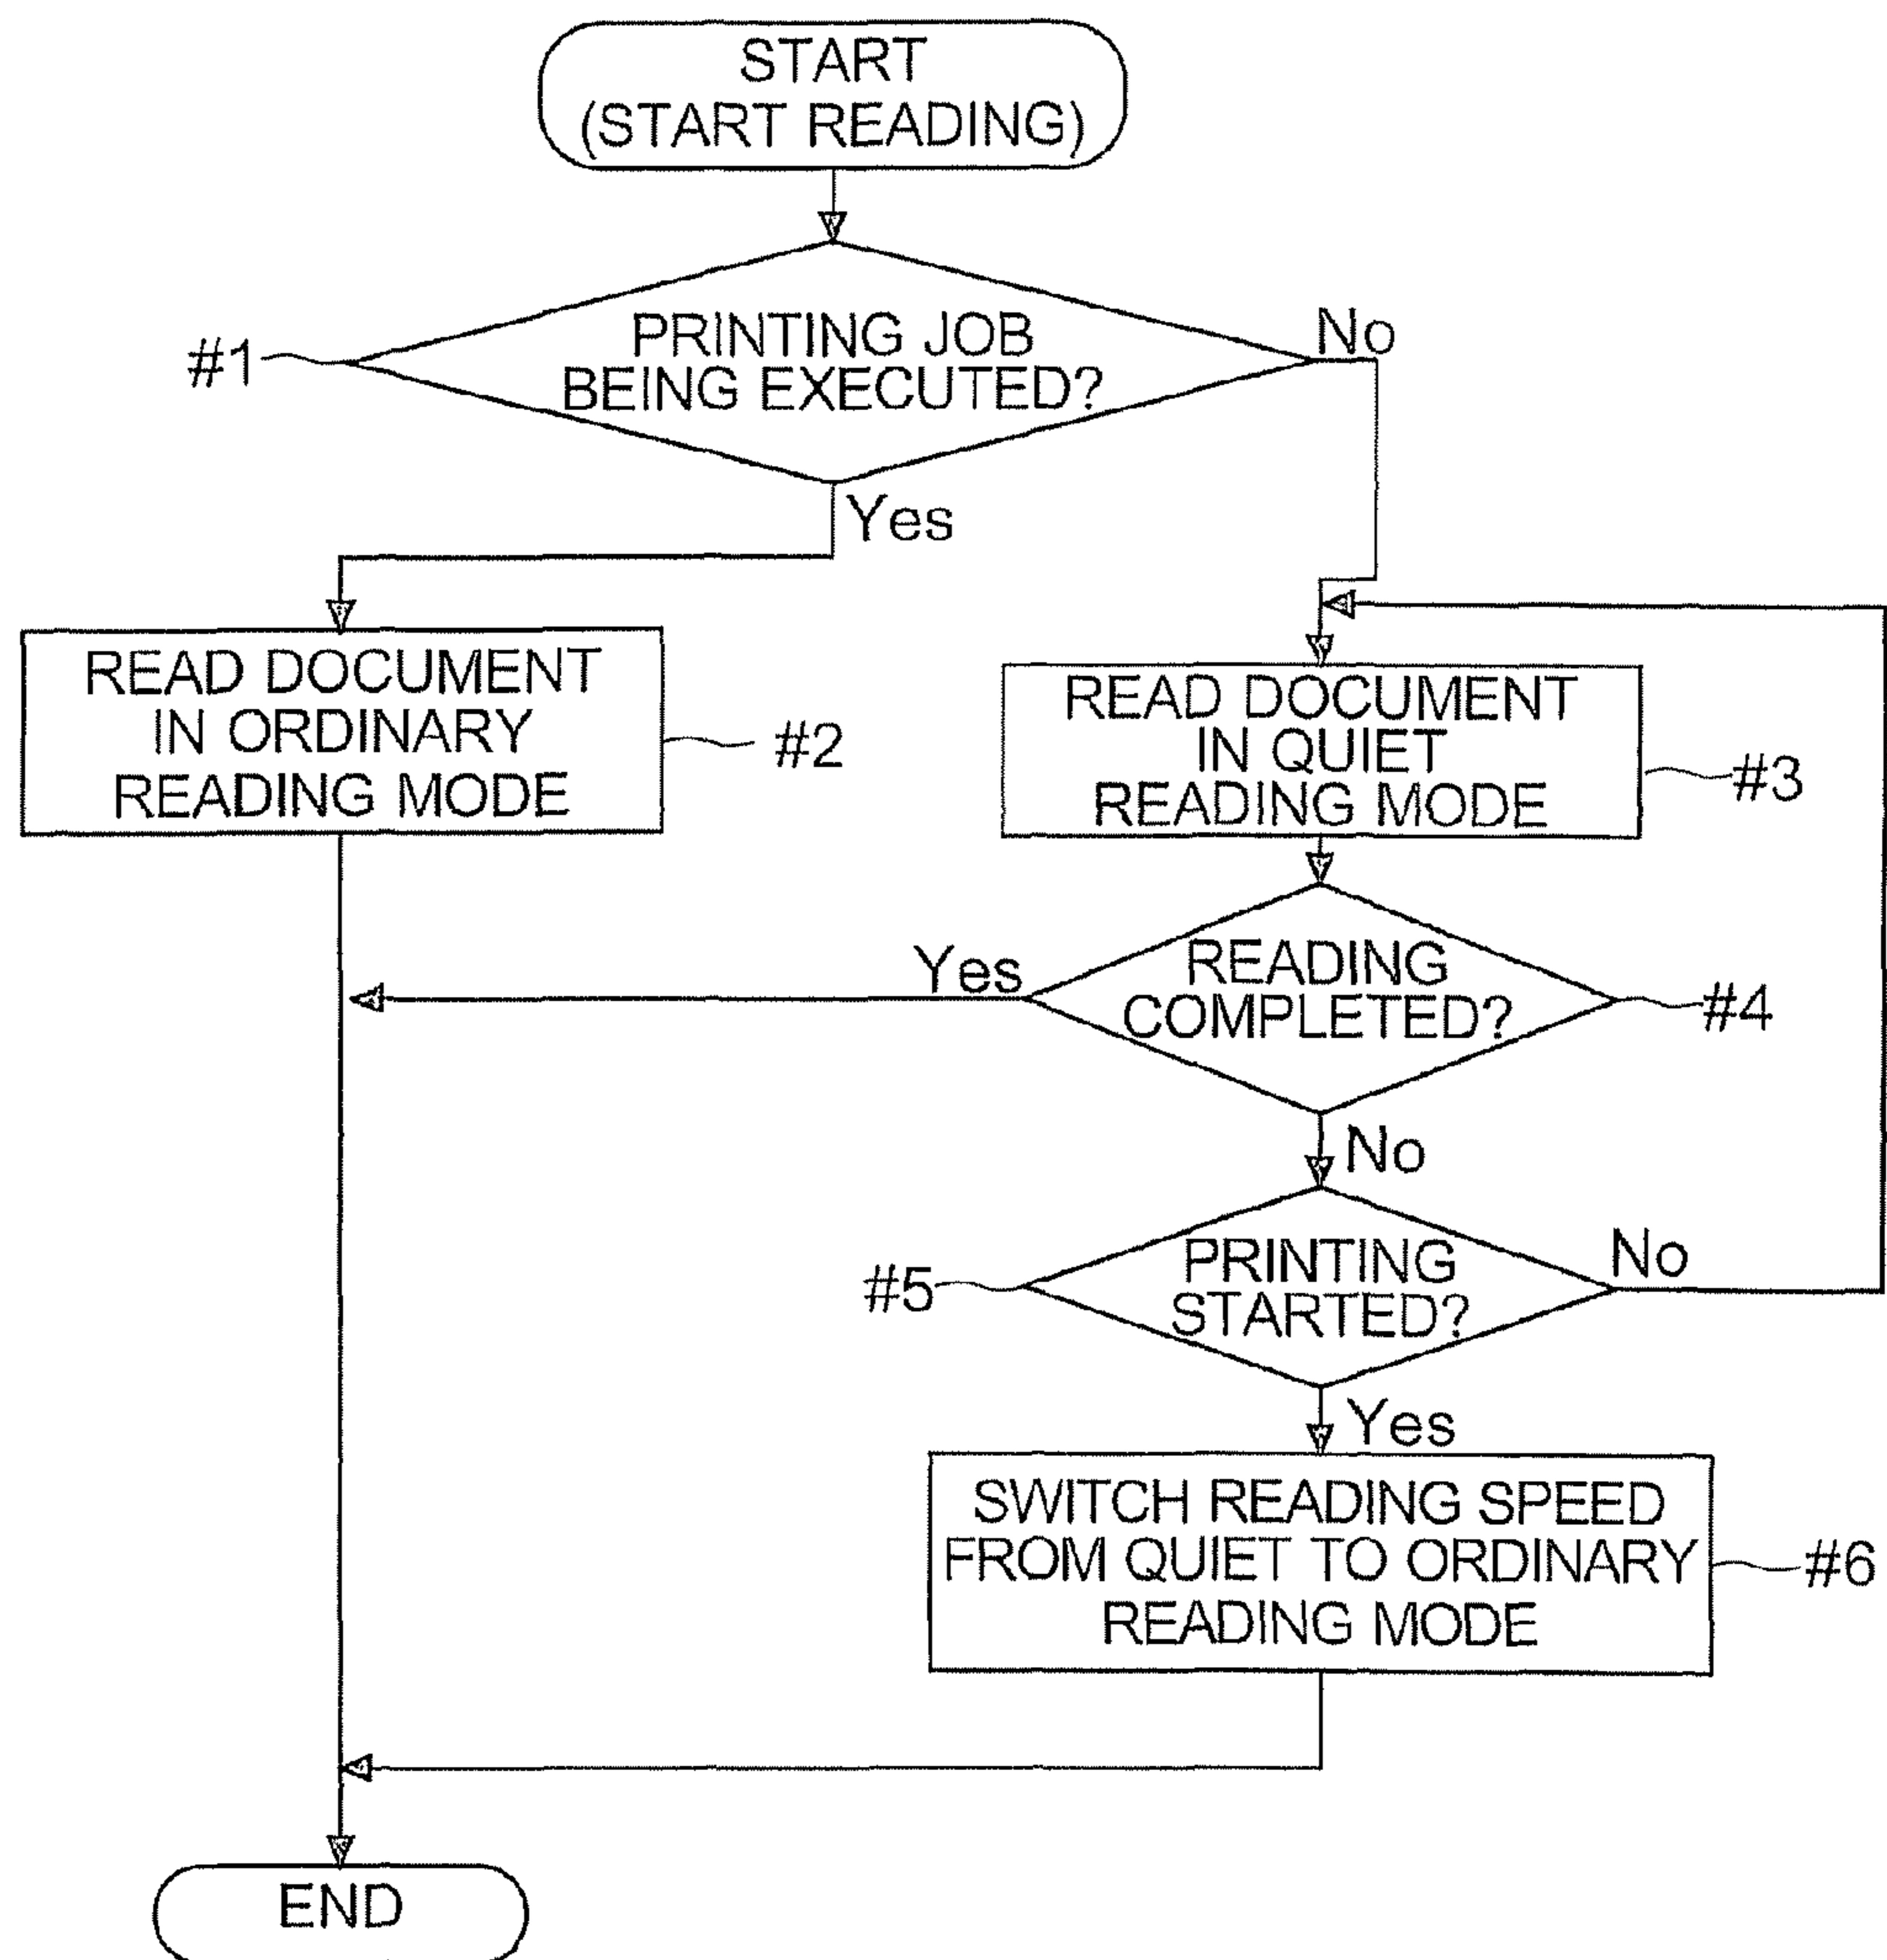 START
(START READING)
#1
PRINTING JOB
BEING EXECUTED?
No
Yes
READ DOCUMENT
IN ORDINARY
READING MODE
#2
READ DOCUMENT
IN QUIET
READING MODE
#3
Yes
READING
COMPLETED?
#4
No
#5
PRINTING
STARTED?
No
Yes
SWITCH READING SPEED
FROM QUIET TO ORDINARY
READING MODE
#6
END